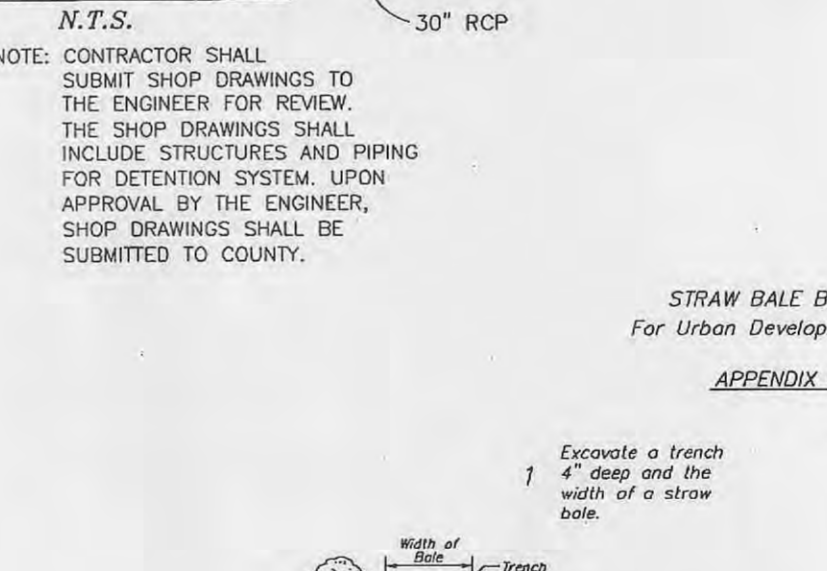 N.T.S.
30" RCP
NOTE: CONTRACTOR SHALL
SUBMIT SHOP DRAWINGS TO
THE ENGINEER FOR REVIEW.
THE SHOP DRAWINGS SHALL
INCLUDE STRUCTURES AND PIPING
FOR DETENTION SYSTEM. UPON
APPROVAL BY THE ENGINEER,
SHOP DRAWINGS SHALL BE
SUBMITTED TO COUNTY.
STRAW BALE B
For Urban Develop
APPENDIX
1 Excavate a trench
4" deep and the
width of a straw
bale.
Width of
Bale
Trench